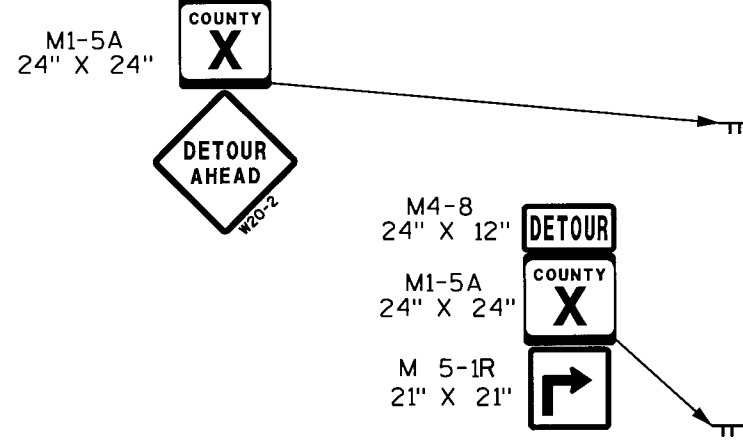 COUNTY
M1-5A
X
24" X 24"
DETOUR
AHEAD
W20-2
M4-8
24" X 12"
DETOUR
M1-5A
24" X 24"
COUNTY
X
M 5-1R
21" X 21"